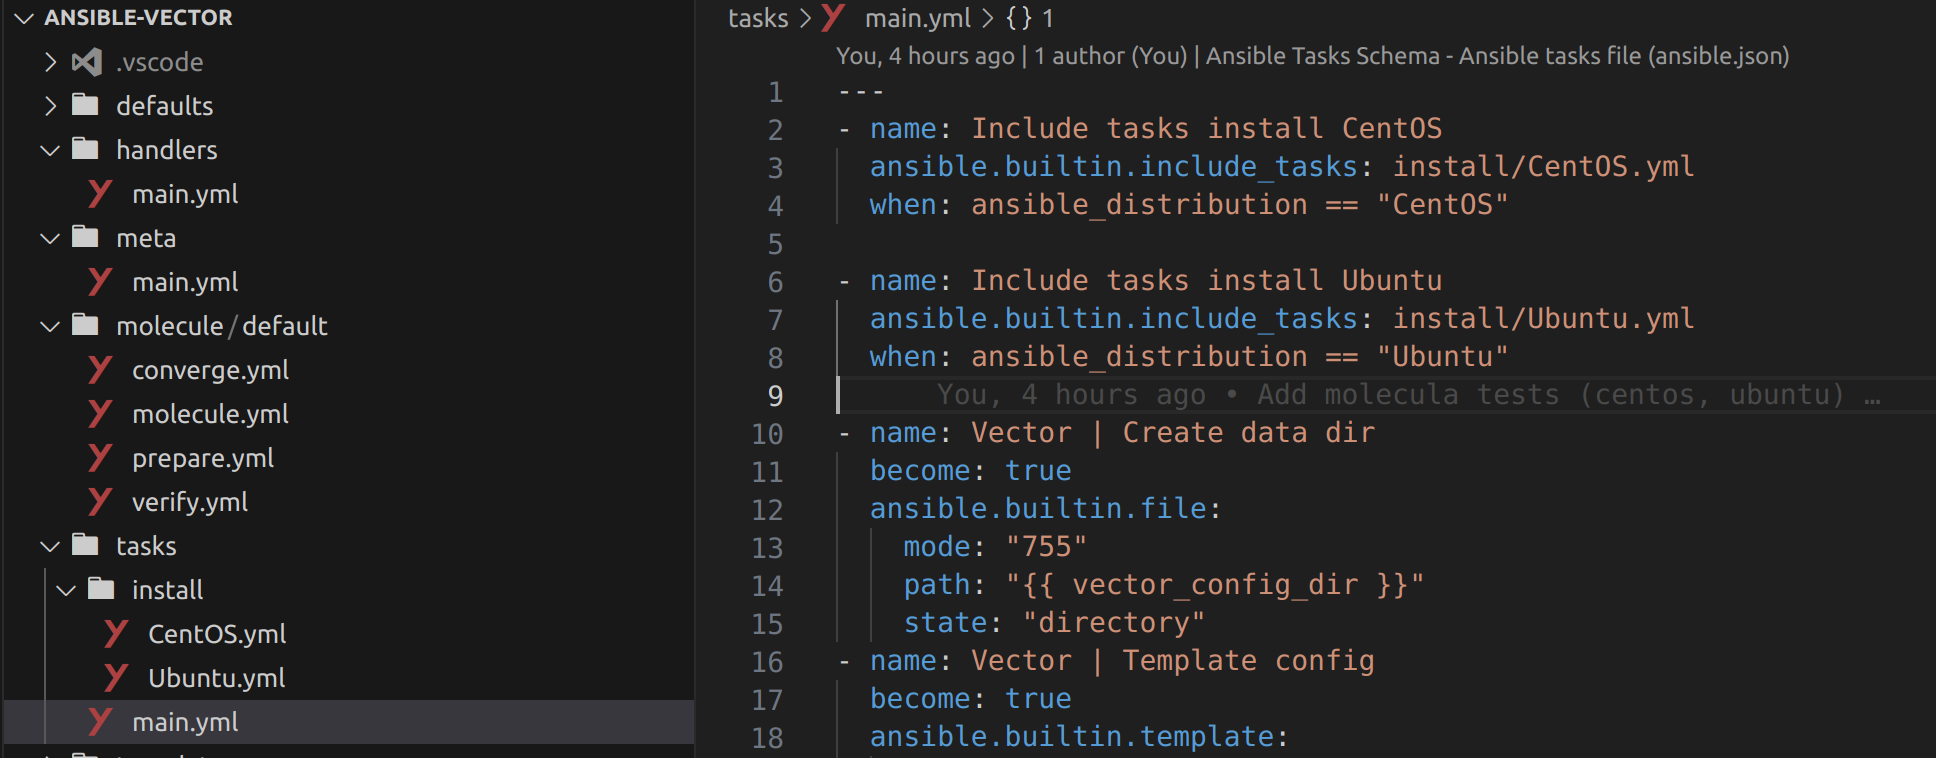 ANSIBLE-VECTOR
.vscode
defaults
handlers
main.yml
meta
main.yml
molecule/default
converge.yml
molecule.yml
prepare.yml
verify.yml
tasks
install
CentOS.yml
Ubuntu.yml
main.yml
tasks > main.yml > {} 1
You, 4 hours ago | 1 author (You) | Ansible Tasks Schema - Ansible tasks file (ansible.json)
1 ---
2 - name: Include tasks install CentOS
3 ansible.builtin.include_tasks: install/CentOS.yml
4 when: ansible_distribution == "CentOS"
5
6 - name: Include tasks install Ubuntu
7 ansible.builtin.include_tasks: install/Ubuntu.yml
8 when: ansible_distribution == "Ubuntu"
9 You, 4 hours ago • Add molecula tests (centos, ubuntu) …
10 - name: Vector | Create data dir
11 become: true
12 ansible.builtin.file:
13 mode: "755"
14 path: "{{ vector_config_dir }}"
15 state: "directory"
16 - name: Vector | Template config
17 become: true
18 ansible.builtin.template: